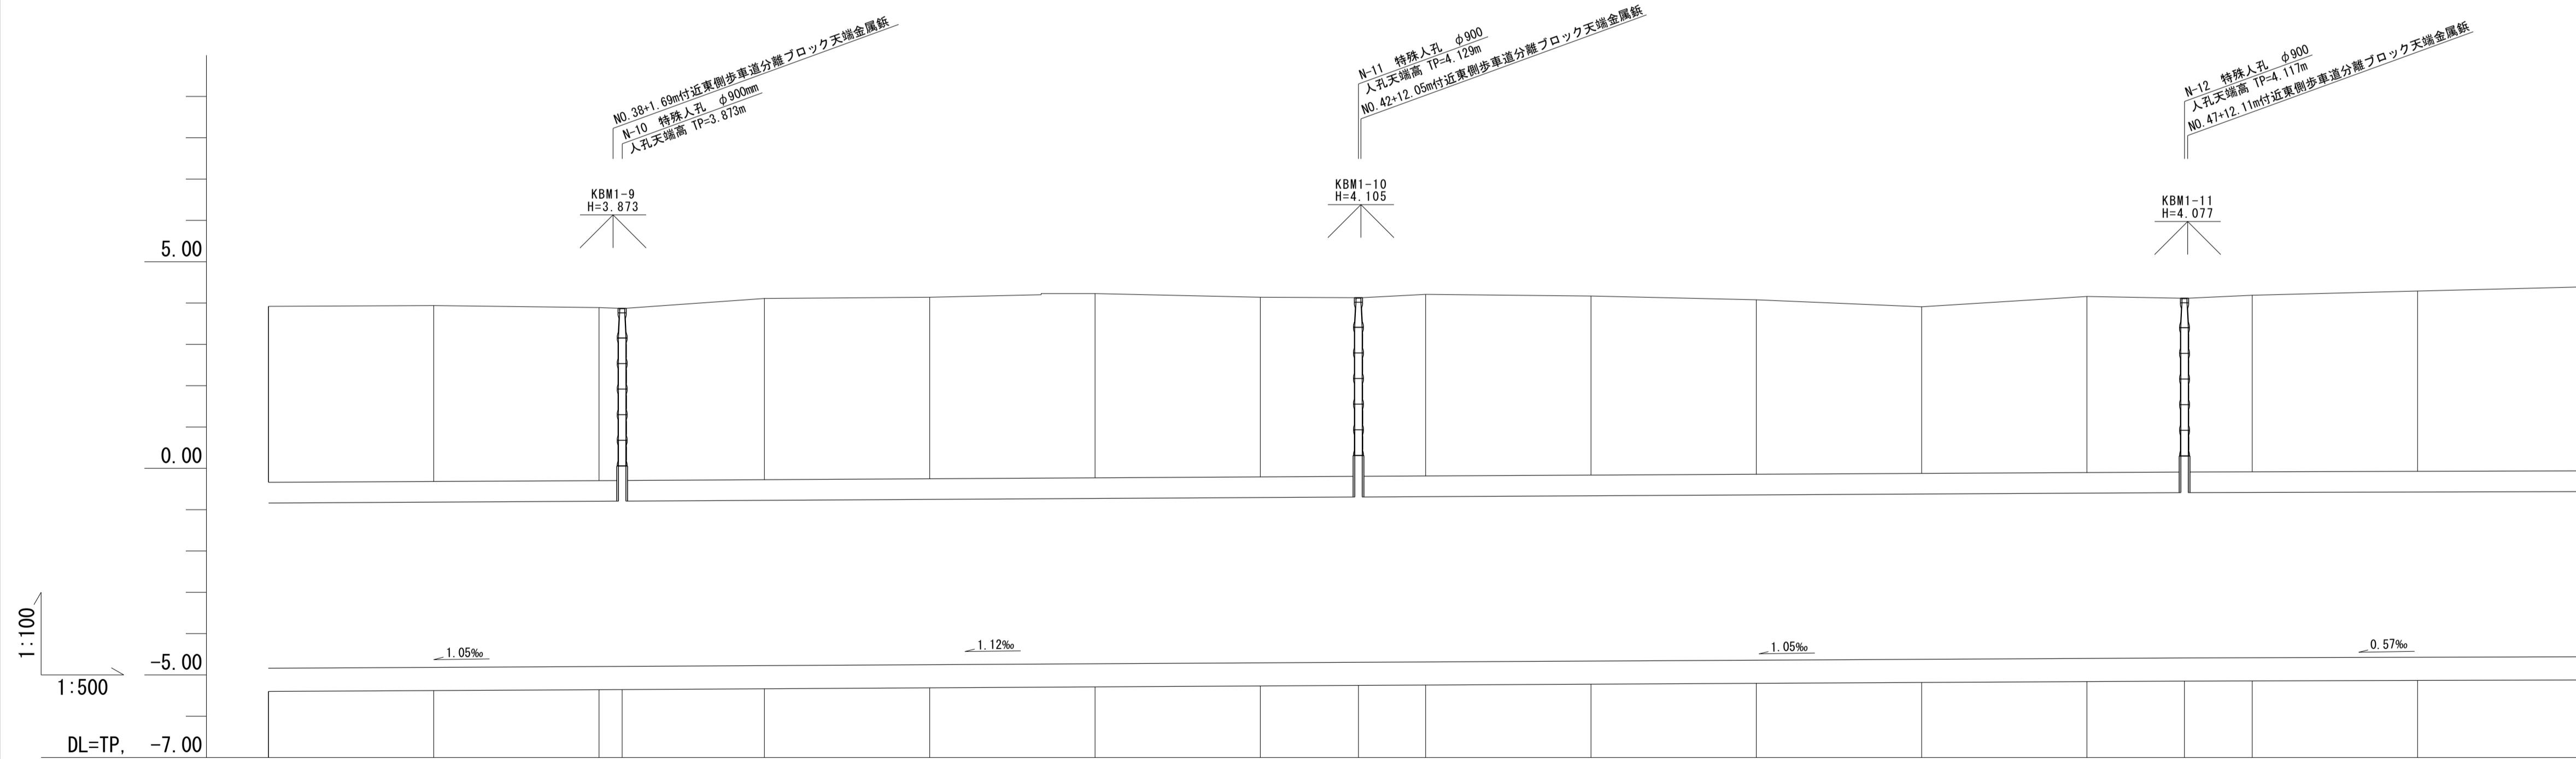 NO.38+1.69m付近東側歩車道分離ブロック天端金属鋲
N-10 特殊人孔 φ900mm
人孔天端高 TP=3.873m
KBM1-9
H=3.873
N-11 特殊人孔 φ900
人孔天端高 TP=4.129m
NO.42+12.05m付近東側歩車道分離ブロック天端金属鋲
KBM1-10
H=4.105
N-12 特殊人孔 φ900
人孔天端高 TP=4.117m
NO.47+12.11m付近東側歩車道分離ブロック天端金属鋲
KBM1-11
H=4.077
5.00
0.00
-5.00
DL=TP, -7.00
1:100
1:500
1.05‰
1.12‰
1.05‰
0.57‰